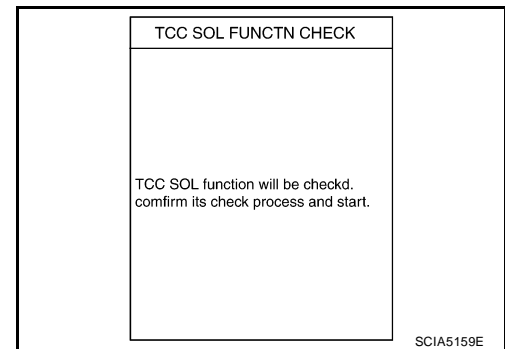 TCC SOL FUNCTN CHECK
TCC SOL function will be checkd.
comfirm its check process and start.
SCIA5159E